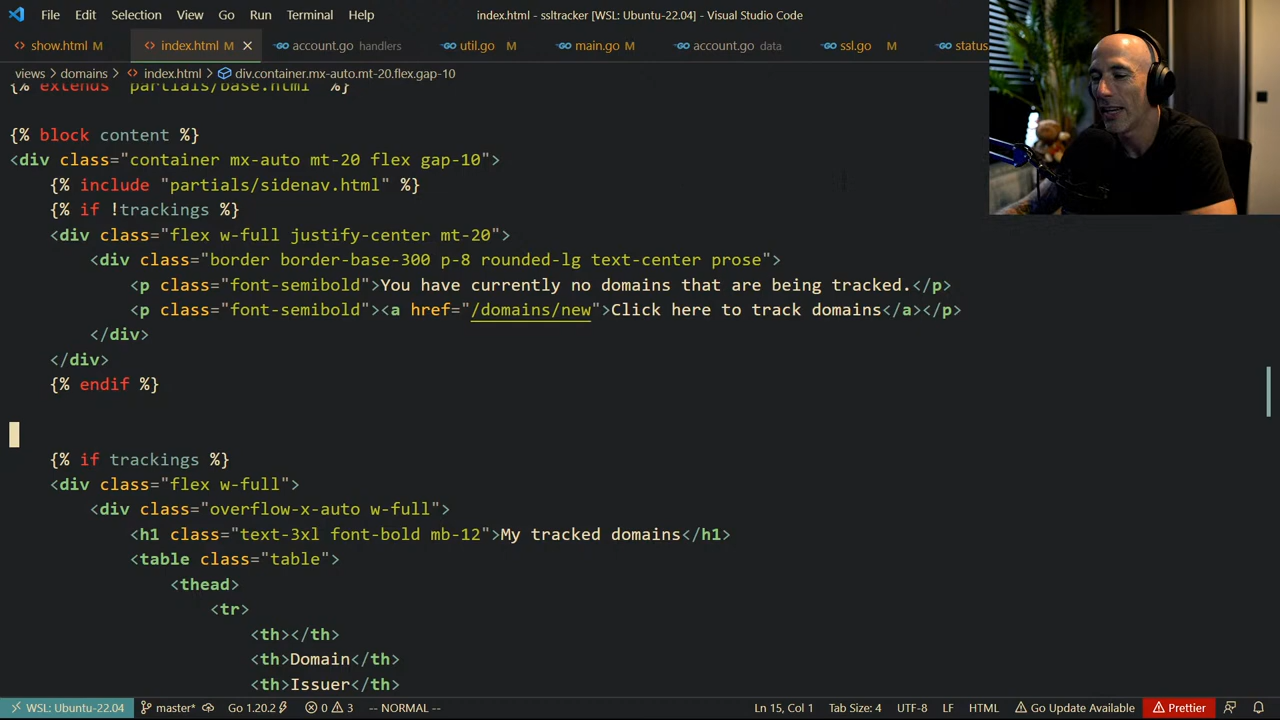 File Edit Selection View Go Run Terminal Help index.html - ssltracker [WSL: Ubuntu-22.04] - Visual Studio Code
show.html M index.html M account.go handlers util.go M main.go M account.go data ssl.go M status
views > domains > index.html > div.container.mx-auto.mt-20.flex.gap-10
{% extends "partials/base.html" %}
{% block content %}
<div class="container mx-auto mt-20 flex gap-10">
{% include "partials/sidenav.html" %}
{% if !trackings %}
<div class="flex w-full justify-center mt-20">
<div class="border border-base-300 p-8 rounded-lg text-center prose">
<p class="font-semibold">You have currently no domains that are being tracked.</p>
<p class="font-semibold"><a href="/domains/new">Click here to track domains</a></p>
</div>
</div>
{% endif %}
{% if trackings %}
<div class="flex w-full">
<div class="overflow-x-auto w-full">
<h1 class="text-3xl font-bold mb-12">My tracked domains</h1>
<table class="table">
<thead>
<tr>
<th></th>
<th>Domain</th>
<th>Issuer</th>
WSL: Ubuntu-22.04 master* Go 1.20.2 0 3 -- NORMAL -- Ln 15, Col 1 Tab Size: 4 UTF-8 LF HTML Go Update Available Prettier